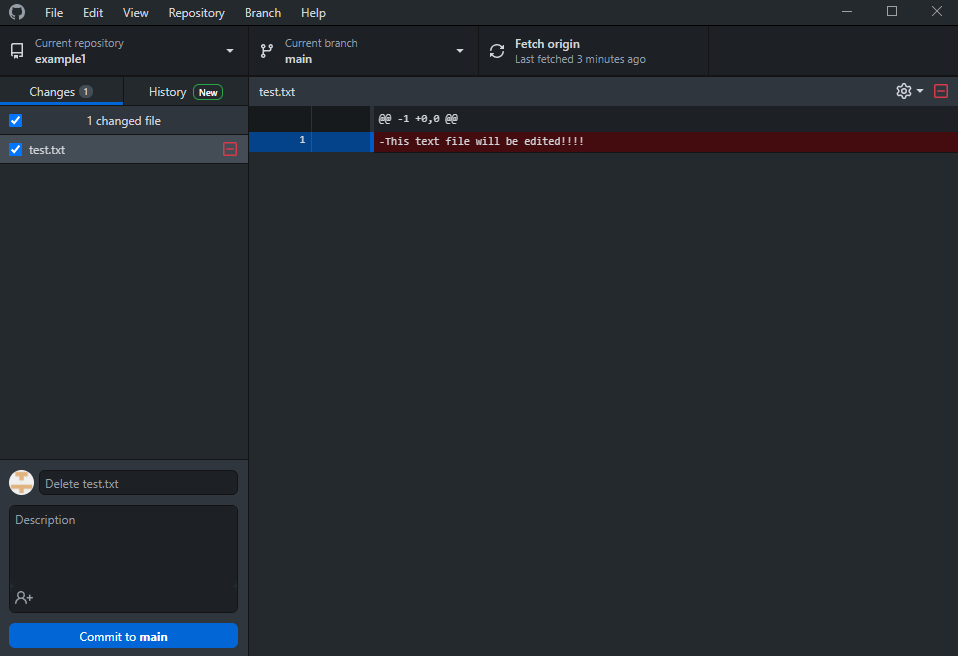 File Edit View Repository Branch Help
Current repository
example1
Current branch
main
Fetch origin
Last fetched 3 minutes ago
Changes 1
History New
1 changed file
test.txt
test.txt
@@ -1 +0,0 @@
1 -This text file will be edited!!!!
Delete test.txt
Description
Commit to main